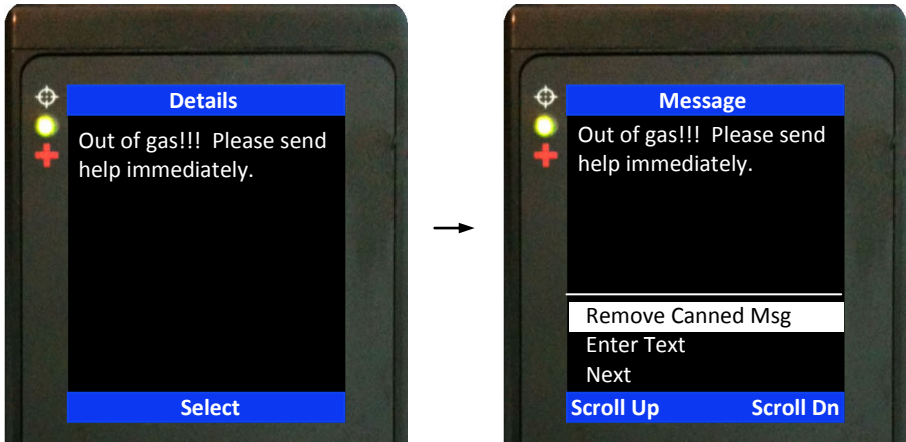 Details
Out of gas!!!  Please send
help immediately.
Select
Message
Out of gas!!!  Please send
help immediately.
Remove Canned Msg
Enter Text
Next
Scroll Up Scroll Dn